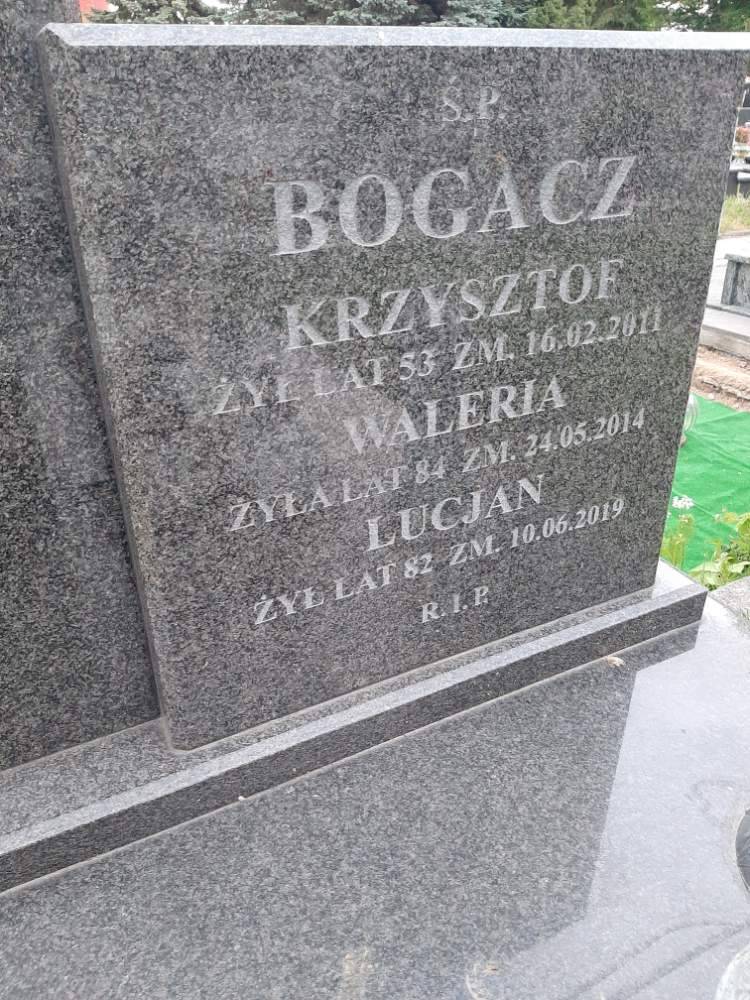 Ś.P.
BOGACZ
KRZYSZTOF
ŻYŁ LAT 53 ZM. 16.02.2011
WALERIA
ŻYŁA LAT 84 ZM. 24.05.2014
LUCJAN
ŻYŁ LAT 82 ZM. 10.06.2019
R.I.P.